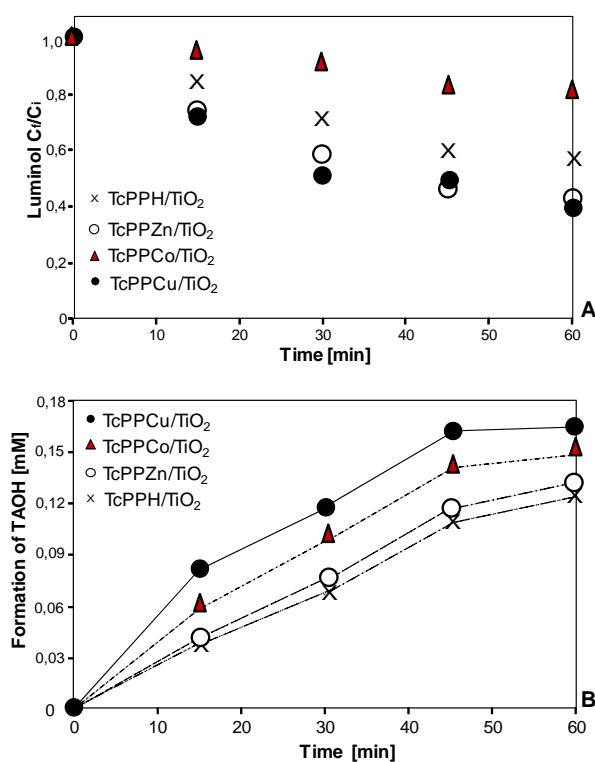 Luminol Cf/Ci
1,0
0,8
0,6
0,4
0,2
0
TcPPH/TiO2
TcPPZn/TiO2
TcPPCo/TiO2
TcPPCu/TiO2
0 10 20 30 40 50 60
Time [min]
A
Formation of TAOH [mM]
0,18
0,15
0,12
0,09
0,06
0,03
0
TcPPCu/TiO2
TcPPCo/TiO2
TcPPZn/TiO2
TcPPH/TiO2
0 10 20 30 40 50 60
Time [min]
B